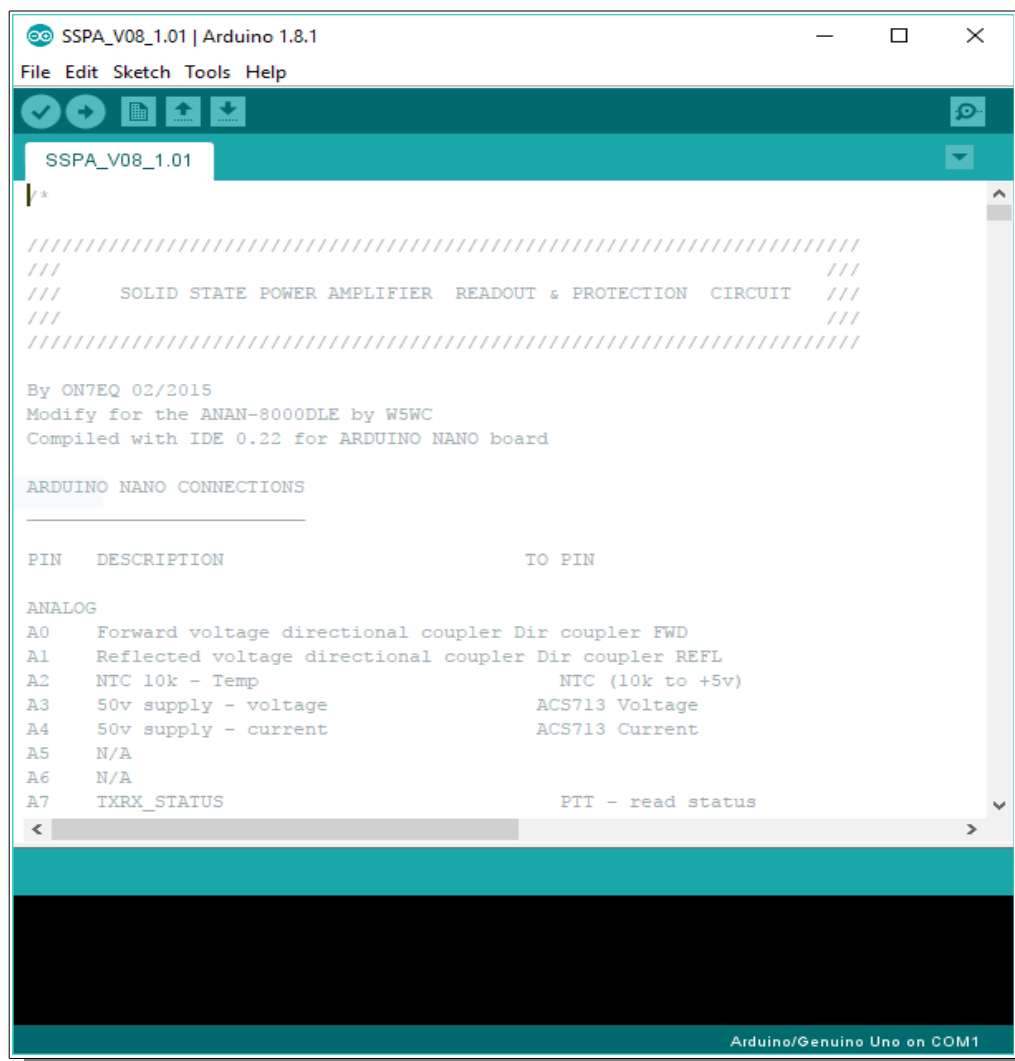 SSPA_V08_1.01 | Arduino 1.8.1
File Edit Sketch Tools Help
SSPA_V08_1.01
/*
////////////////////////////////////////////////////////////////////////
/// ///
/// SOLID STATE POWER AMPLIFIER READOUT & PROTECTION CIRCUIT ///
/// ///
////////////////////////////////////////////////////////////////////////
By ON7EQ 02/2015
Modify for the ANAN-8000DLE by W5WC
Compiled with IDE 0.22 for ARDUINO NANO board
ARDUINO NANO CONNECTIONS
________________________
PIN DESCRIPTION TO PIN
ANALOG
A0 Forward voltage directional coupler Dir coupler FWD
A1 Reflected voltage directional coupler Dir coupler REFL
A2 NTC 10k - Temp NTC (10k to +5v)
A3 50v supply - voltage ACS713 Voltage
A4 50v supply - current ACS713 Current
A5 N/A
A6 N/A
A7 TXRX_STATUS PTT - read status
Arduino/Genuino Uno on COM1